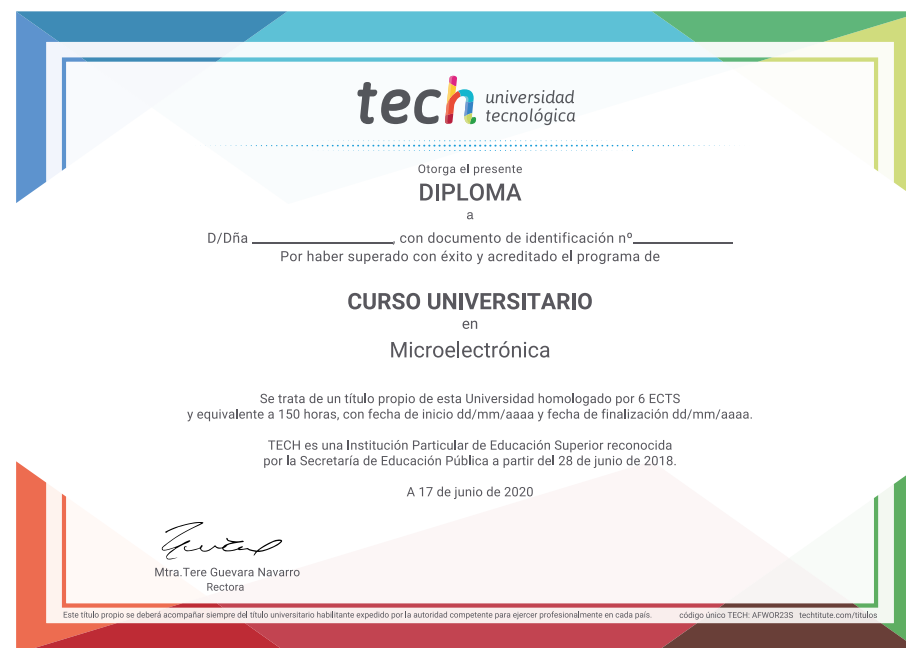 tech universidad
tecnológica
Otorga el presente
DIPLOMA
a
D/Dña ________________, con documento de identificación nº____________
Por haber superado con éxito y acreditado el programa de
CURSO UNIVERSITARIO
en
Microelectrónica
Se trata de un título propio de esta Universidad homologado por 6 ECTS
y equivalente a 150 horas, con fecha de inicio dd/mm/aaaa y fecha de finalización dd/mm/aaaa.
TECH es una Institución Particular de Educación Superior reconocida
por la Secretaría de Educación Pública a partir del 28 de junio de 2018.
A 17 de junio de 2020
Mtra.Tere Guevara Navarro
Rectora
Este título propio se deberá acompañar siempre del título universitario habilitante expedido por la autoridad competente para ejercer profesionalmente en cada país. código único TECH: AFWOR23S techtitute.com/titulos